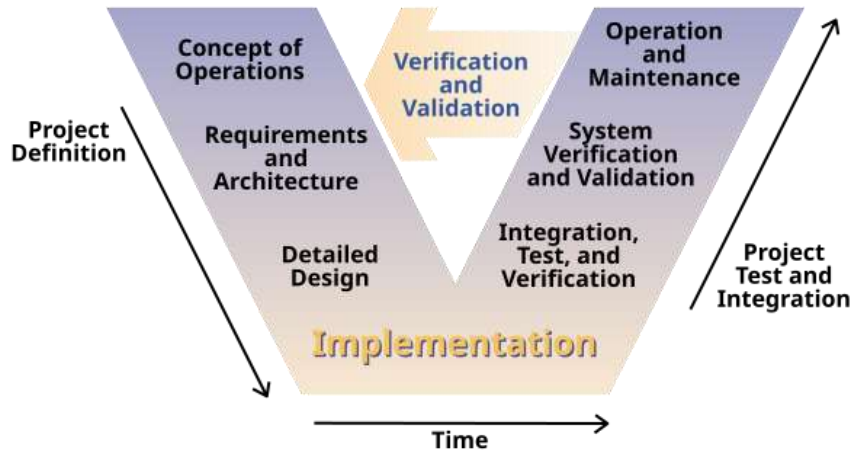 Concept of
Operations
Verification
and
Validation
Operation
and
Maintenance
Project
Definition
Requirements
and
Architecture
System
Verification
and Validation
Detailed
Design
Integration,
Test, and
Verification
Project
Test and
Integration
Implementation
Time